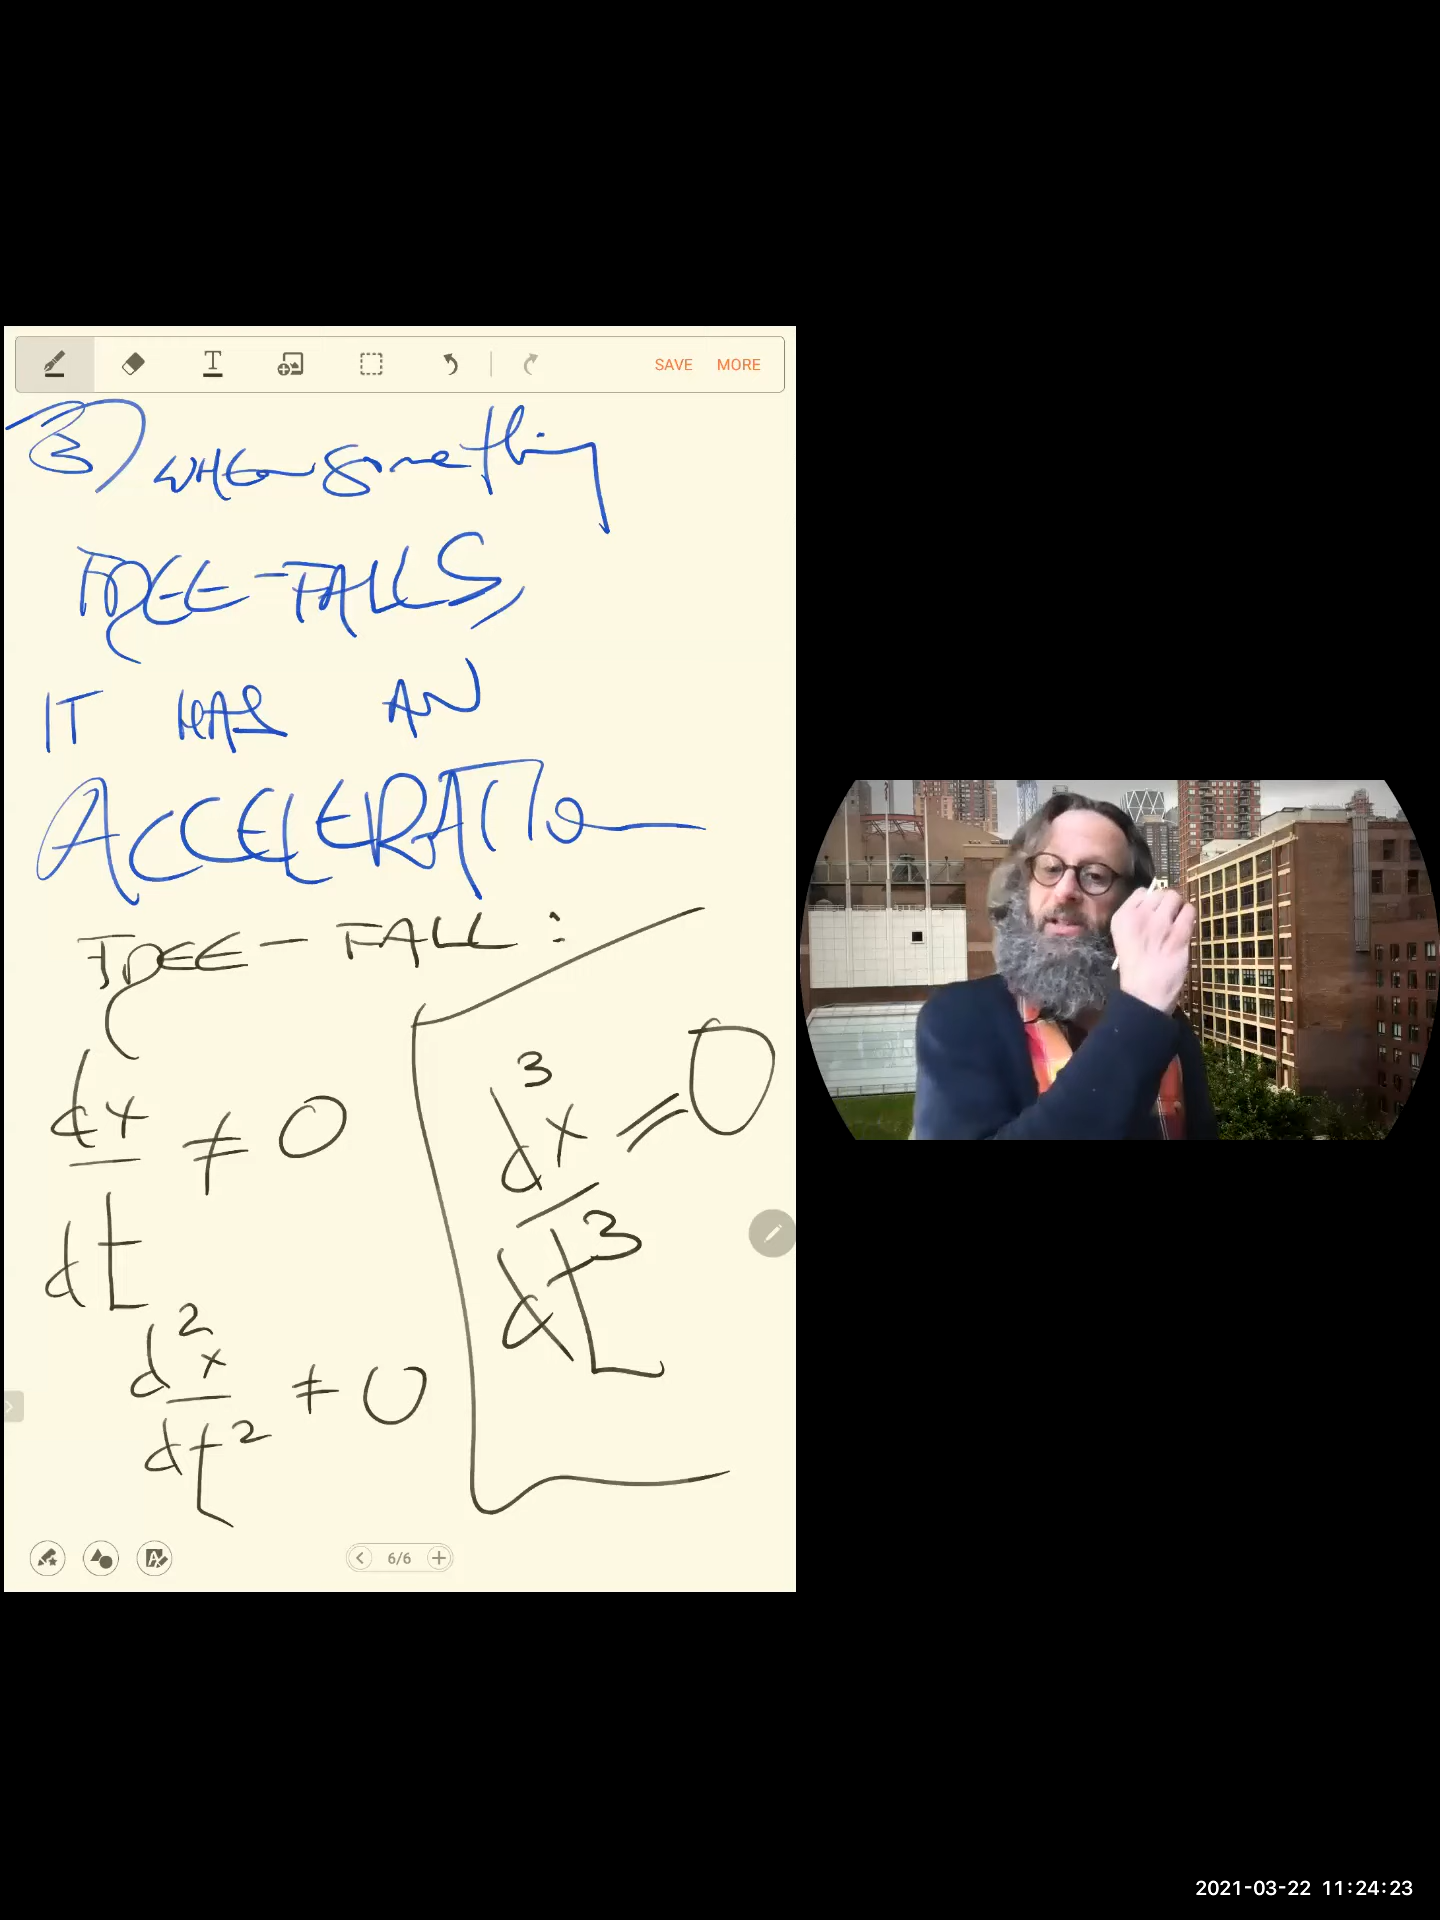 SAVE MORE
3) WHEN something
FREE-FALLS,
IT HAS AN
ACCELERATION
FREE-FALL:
dx/dt ≠ 0
d²x/dt² ≠ 0
d³x/dt³ = 0
6/6
2021-03-22 11:24:23